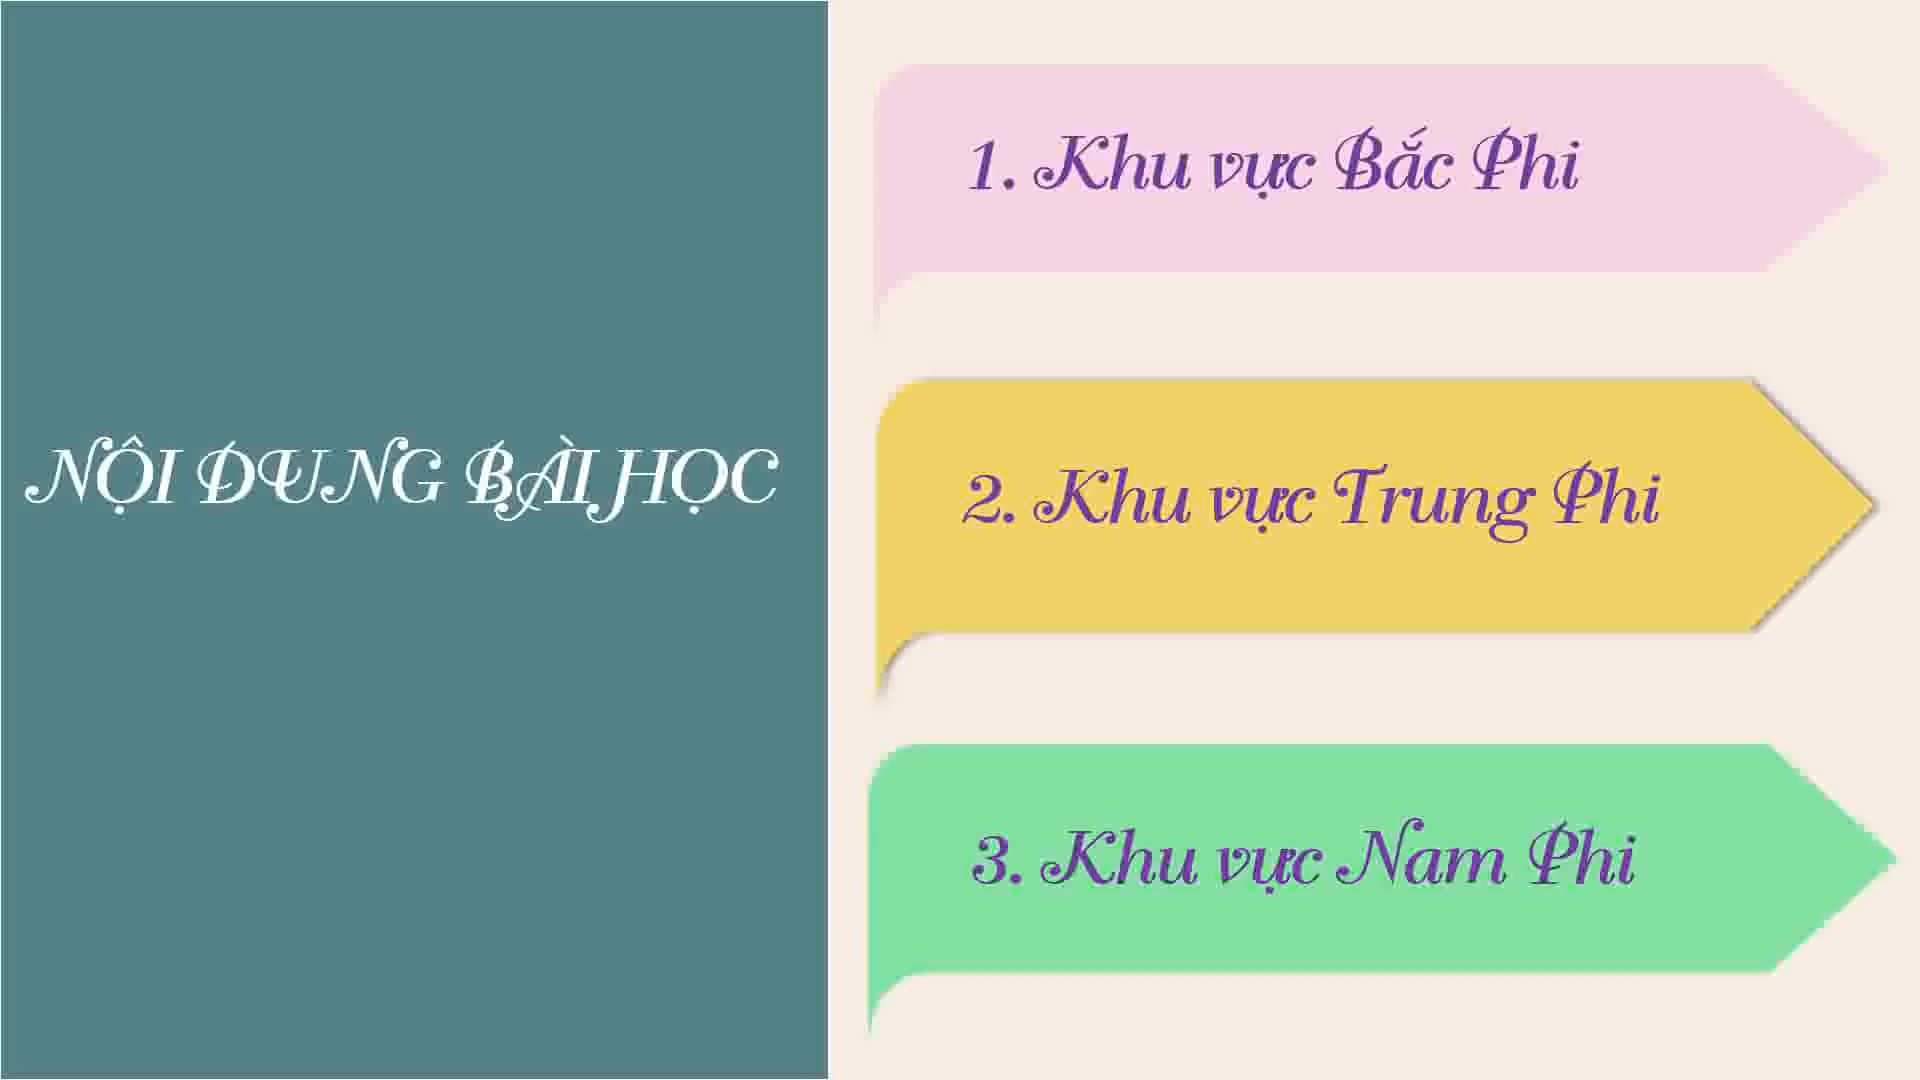 NỘI DUNG BÀI HỌC
1. Khu vực Bắc Phi
2. Khu vực Trung Phi
3. Khu vực Nam Phi